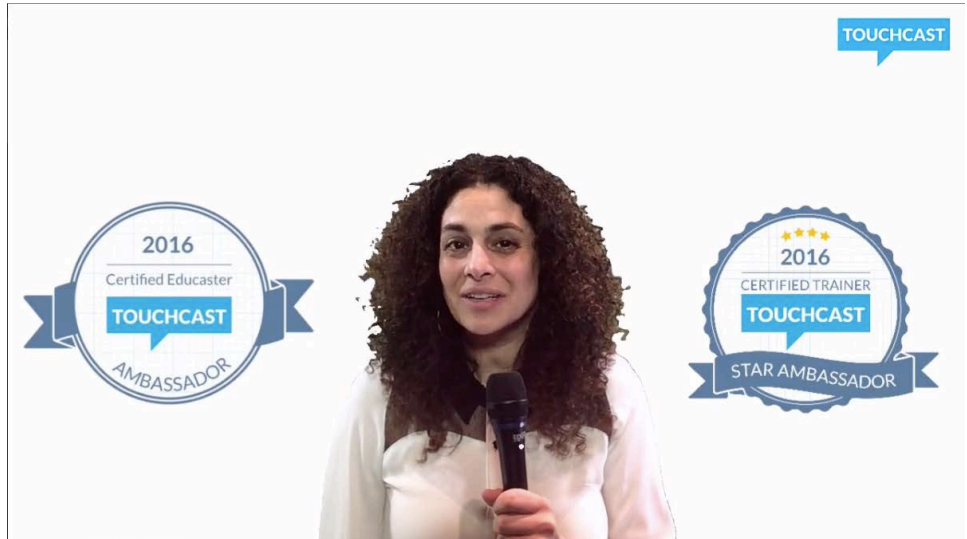 TOUCHCAST
2016
Certified Educaster
TOUCHCAST
AMBASSADOR
2016
CERTIFIED TRAINER
TOUCHCAST
STAR AMBASSADOR